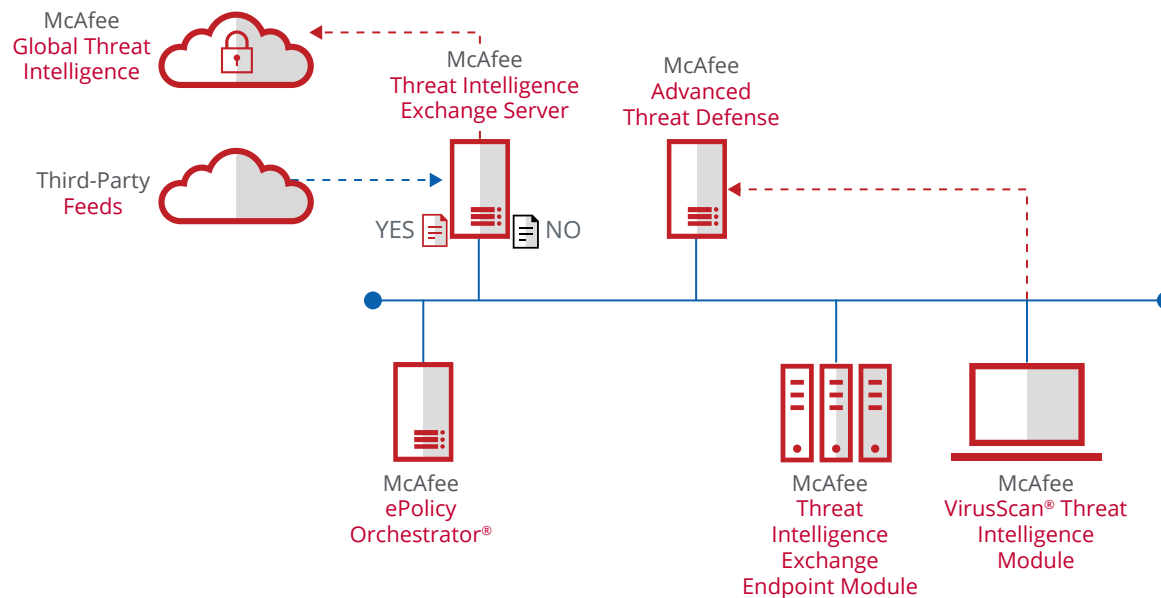 McAfee
Global Threat
Intelligence
McAfee
Threat Intelligence
Exchange Server
McAfee
Advanced
Threat Defense
Third-Party
Feeds
YES
NO
McAfee
ePolicy
Orchestrator®
McAfee
Threat
Intelligence
Exchange
Endpoint Module
McAfee
VirusScan® Threat
Intelligence
Module